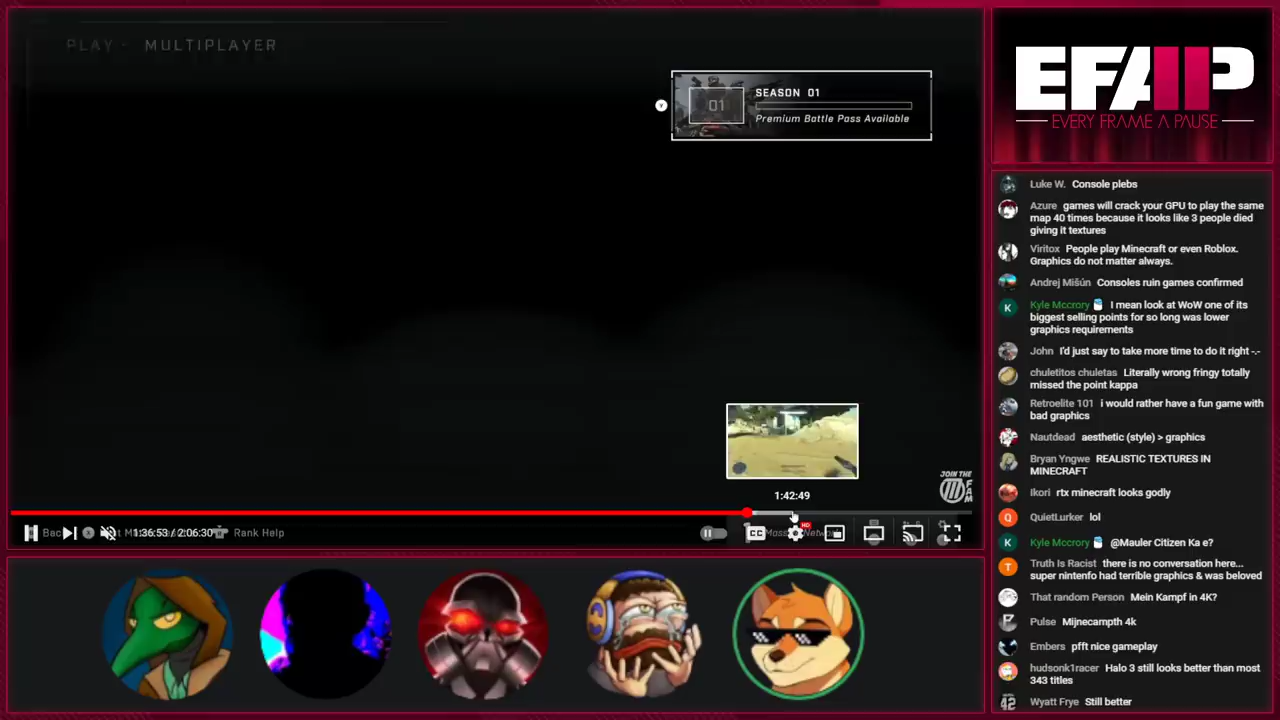 PLAY · MULTIPLAYER
01
SEASON 01
Premium Battle Pass Available
Y
EFAP
EVERY FRAME A PAUSE
Luke W. Console plebs
Azure games will crack your GPU to play the same
map 40 times because it looks like 3 people died
giving it textures
Viritox People play Minecraft or even Roblox.
Graphics do not matter always.
Andrej Mišún Consoles ruin games confirmed
K
Kyle Mccrory I mean look at WoW one of its
biggest selling points for so long was lower
graphics requirements
John I'd just say to take more time to do it right -.-
chuletitos chuletas Literally wrong fringy totally
missed the point kappa
Retroelite 101 i would rather have a fun game with
bad graphics
Nautdead aesthetic (style) > graphics
Bryan Yngwe REALISTIC TEXTURES IN
MINECRAFT
Ikori rtx minecraft looks godly
Q
QuietLurker lol
K
Kyle Mccrory @Mauler Citizen Ka e?
T
Truth Is Racist there is no conversation here...
super nintenfo had terrible graphics & was beloved
That random Person Mein Kampf in 4K?
Pulse Mijnecampth 4k
Embers pfft nice gameplay
hudsonk1racer Halo 3 still looks better than most
343 titles
42
Wyatt Frye Still better
JOIN THE
FAM
1:42:49
Bac
1:36:53 / 2:06:30
Rank Help
CC
HD